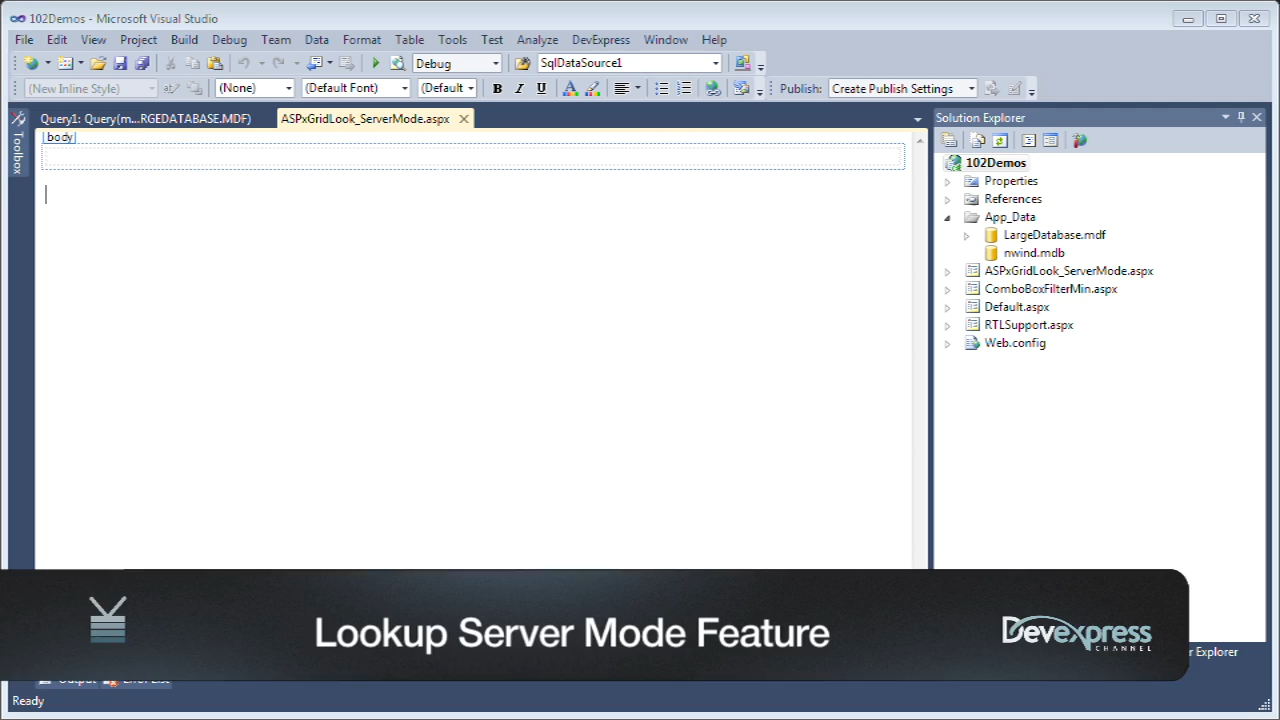 102Demos - Microsoft Visual Studio
File Edit View Project Build Debug Team Data Format Table Tools Test Analyze DevExpress Window Help
Debug SqlDataSource1
(New Inline Style) (None) (Default Font) (Default B I U A Publish: Create Publish Settings
Query1: Query(m...RGEDATABASE.MDF) ASPxGridLook_ServerMode.aspx
Solution Explorer
Toolbox
body
102Demos
Properties
References
App_Data
LargeDatabase.mdf
nwind.mdb
ASPxGridLook_ServerMode.aspx
ComboBoxFilterMin.aspx
Default.aspx
RTLSupport.aspx
Web.config
Lookup Server Mode Feature
Devexpress
CHANNEL
r Explorer
Output Error List
Ready